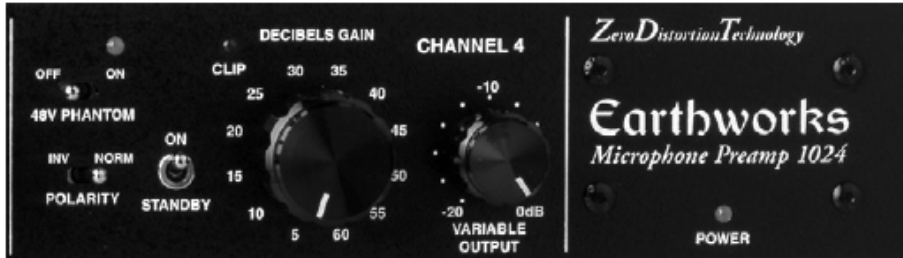 OFF ON
48V PHANTOM
INV NORM
POLARITY
ON
STANDBY
CLIP
DECIBELS GAIN
5 10 15 20 25 30 35 40 45 50 55 60
CHANNEL 4
-10
-20 0dB
VARIABLE
OUTPUT
ZeroDistortionTechnology
Earthworks
Microphone Preamp 1024
POWER